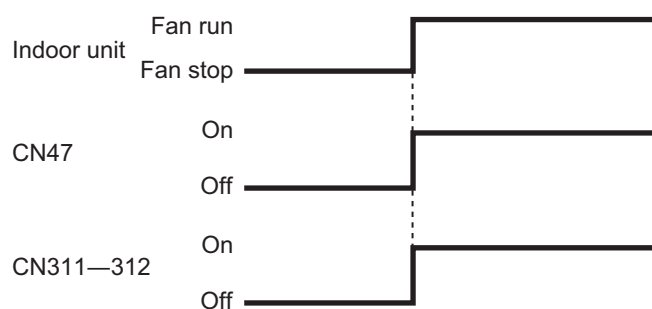 Fan run
Indoor unit
Fan stop
On
CN47
Off
On
CN311—312
Off